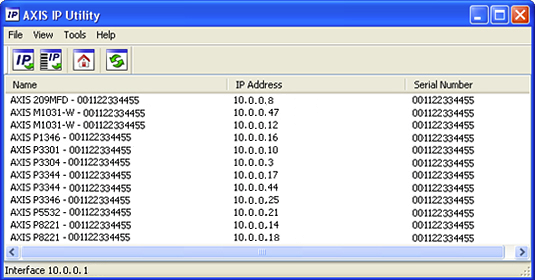 IP AXIS IP Utility
File View Tools Help
IP IP
Name IP Address Serial Number
AXIS 209MFD - 001122334455 10.0.0.8 001122334455
AXIS M1031-W - 001122334455 10.0.0.47 001122334455
AXIS M1031-W - 001122334455 10.0.0.12 001122334455
AXIS P1346 - 001122334455 10.0.0.16 001122334455
AXIS P3301 - 001122334455 10.0.0.10 001122334455
AXIS P3304 - 001122334455 10.0.0.3 001122334455
AXIS P3344 - 001122334455 10.0.0.17 001122334455
AXIS P3344 - 001122334455 10.0.0.44 001122334455
AXIS P3346 - 001122334455 10.0.0.25 001122334455
AXIS P5532 - 001122334455 10.0.0.21 001122334455
AXIS P8221 - 001122334455 10.0.0.14 001122334455
AXIS P8221 - 001122334455 10.0.0.18 001122334455
Interface 10.0.0.1